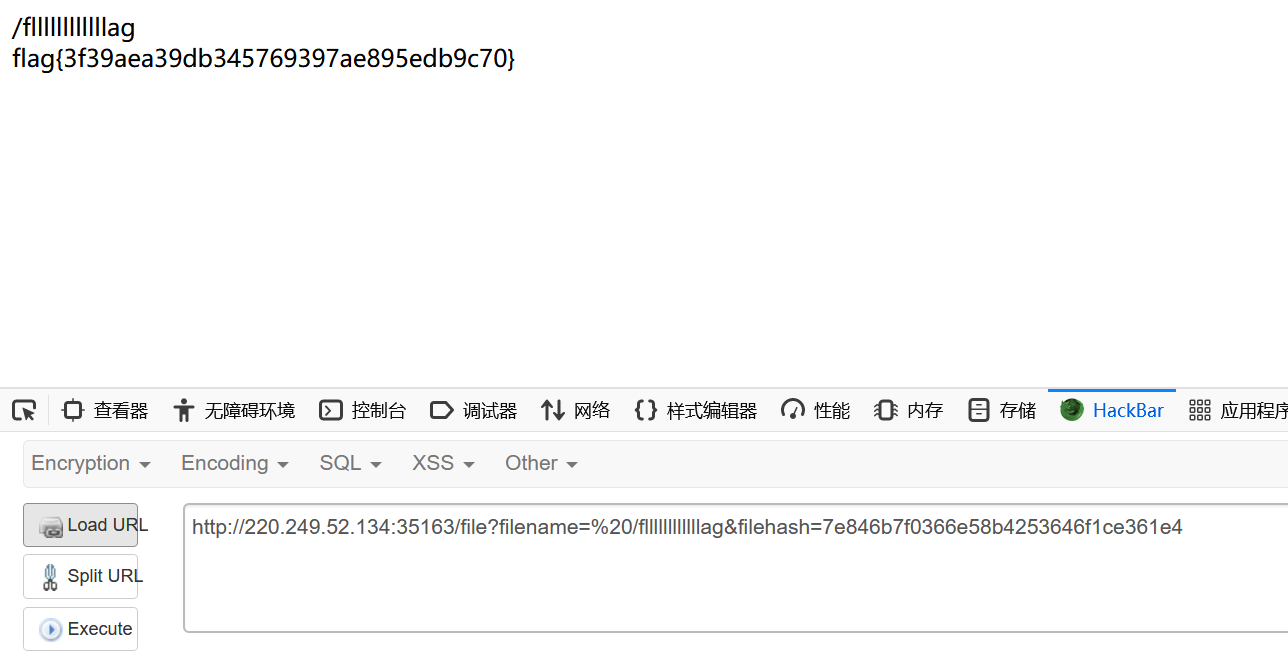 /fllllllllllllag
flag{3f39aea39db345769397ae895edb9c70}
查看器 无障碍环境 控制台 调试器 网络 样式编辑器 性能 内存 存储 HackBar 应用程序
Encryption Encoding SQL XSS Other
Load URL
http://220.249.52.134:35163/file?filename=%20/fllllllllllllag&filehash=7e846b7f0366e58b4253646f1ce361e4
Split URL
Execute